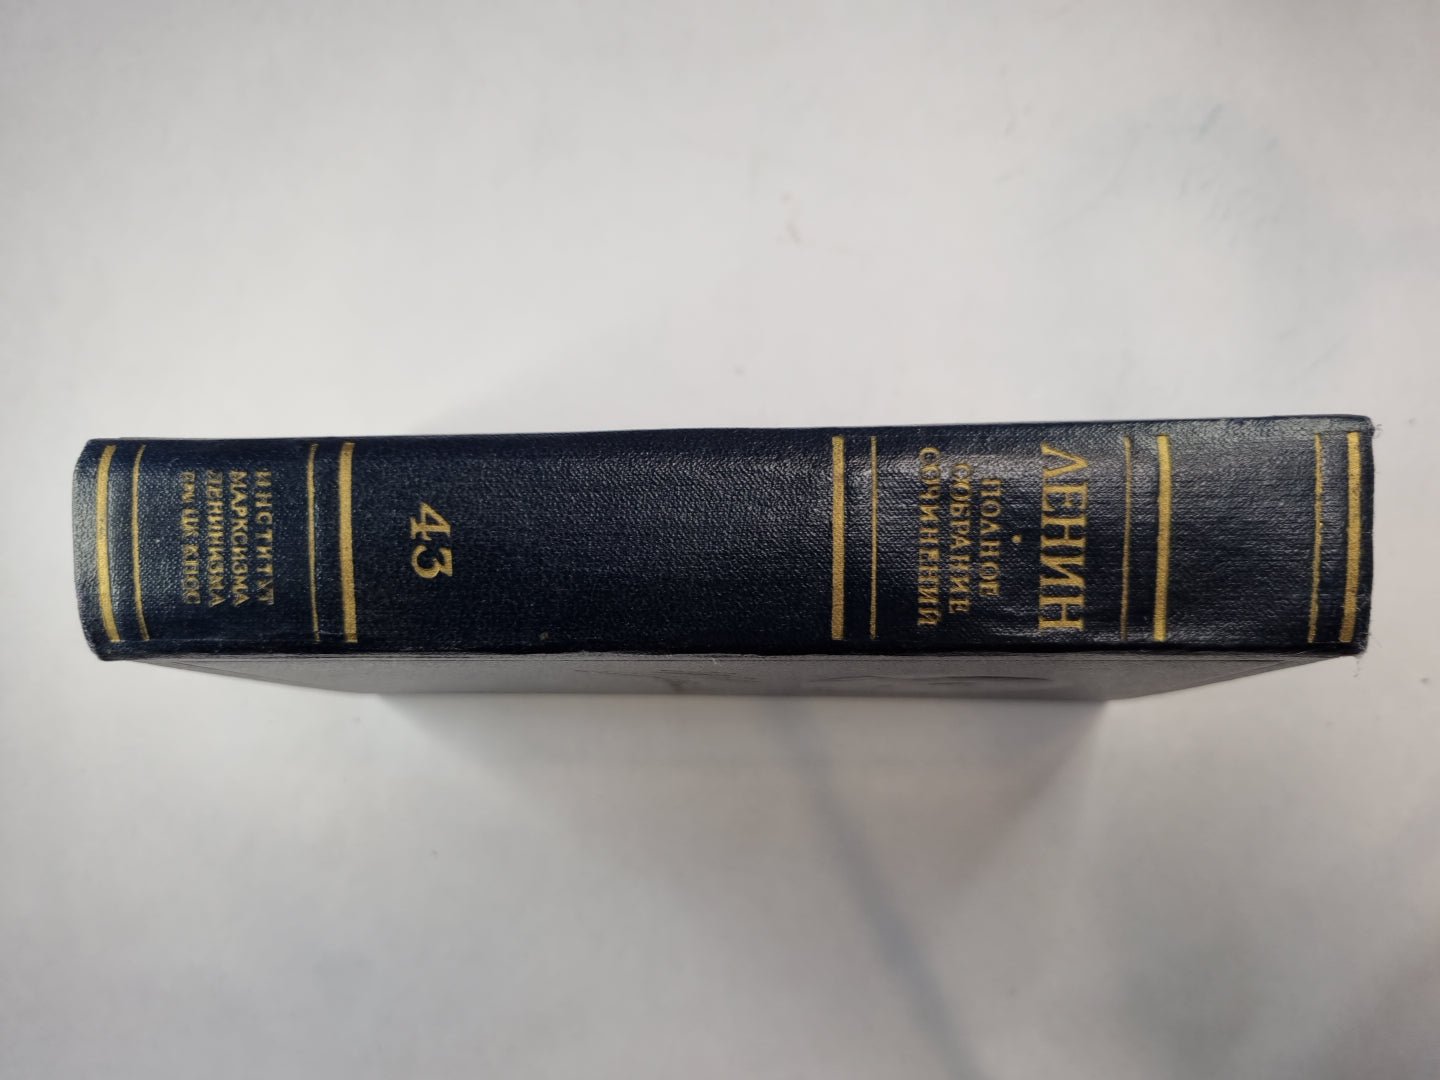 ЛЕНИН
ПОЛНОЕ
СОБРАНИЕ
СОЧИНЕНИЙ
43
ИНСТИТУТ
МАРКСИЗМА
ЛЕНИНИЗМА
ПРИ ЦК КПСС